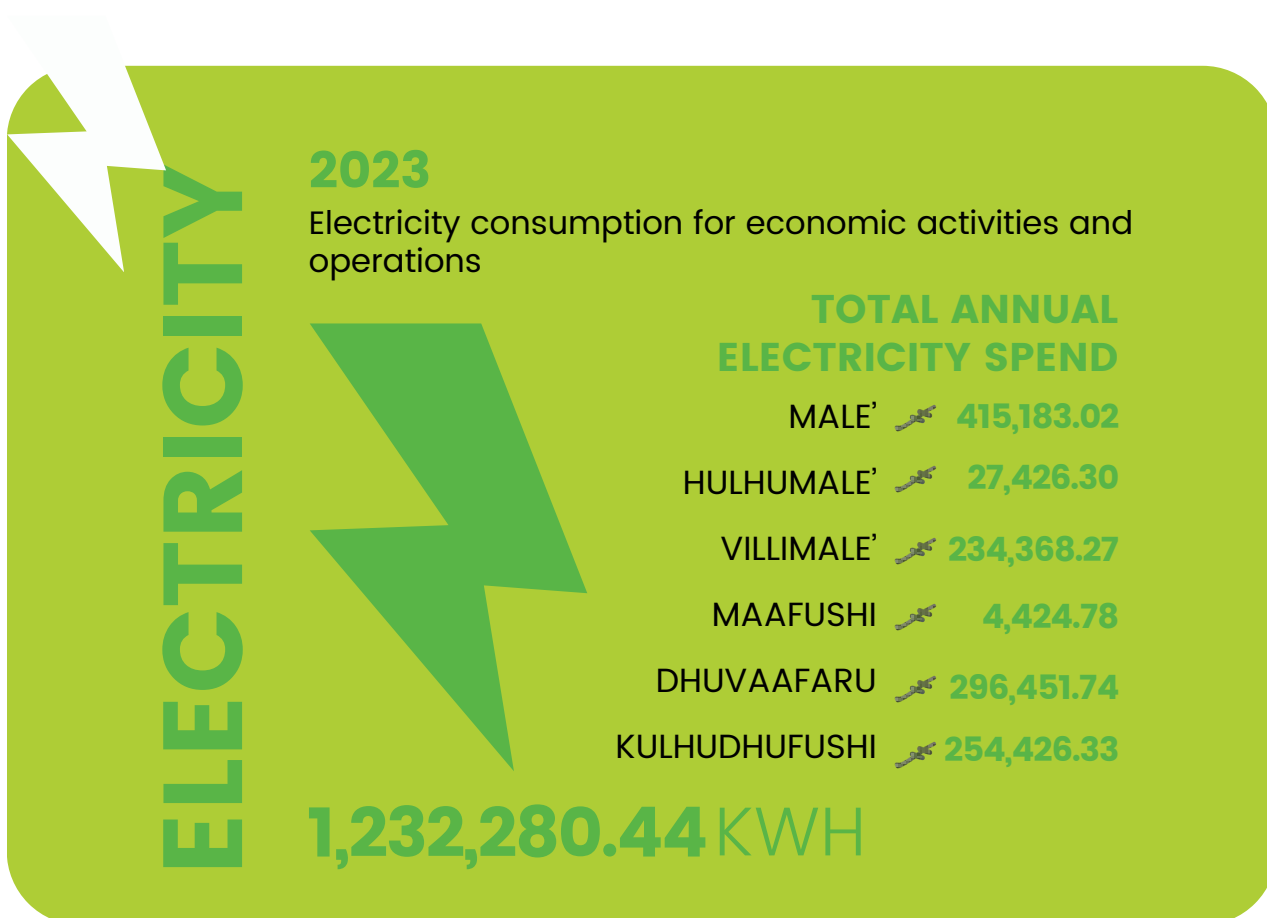 ELECTRICITY
2023
Electricity consumption for economic activities and
operations
TOTAL ANNUAL
ELECTRICITY SPEND
MALE’ 415,183.02
HULHUMALE’ 27,426.30
VILLIMALE’ 234,368.27
MAAFUSHI 4,424.78
DHUVAAFARU 296,451.74
KULHUDHUFUSHI 254,426.33
1,232,280.44 KWH